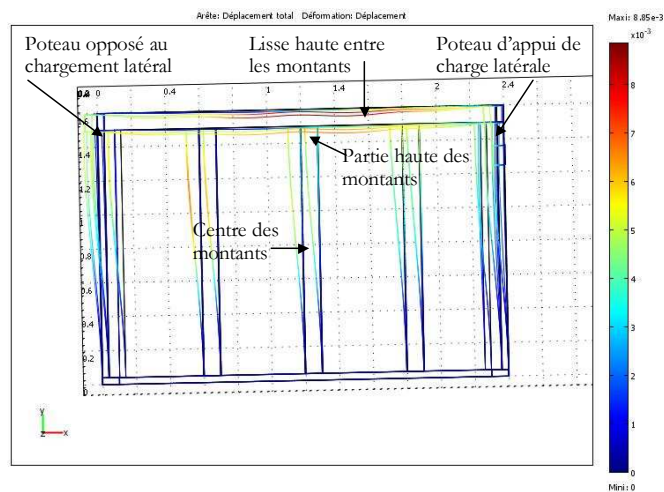 Arête: Déplacement total Déformation: Déplacement
Maxi: 8.85e-3
x10⁻³
Poteau opposé au
chargement latéral
Lisse haute entre
les montants
Poteau d'appui de
charge latérale
0 0.4 1.4 2 2.4
8
7
6
5
4
3
2
1
0
1.4
1.2
0.8
0.6
0.4
0.2
0
Partie haute des
montants
Centre des
montants
2.4
y
z x
Mini: 0